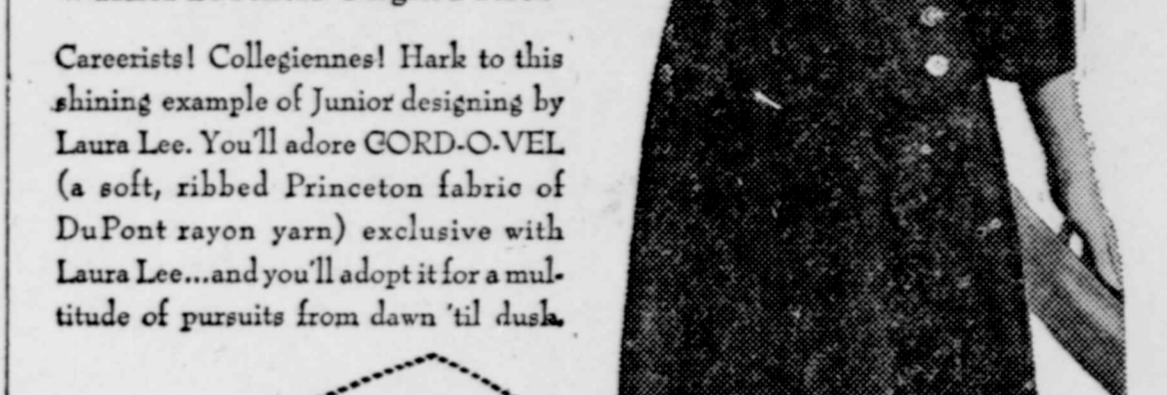 Careerists! Collegiennes! Hark to this
shining example of Junior designing by
Laura Lee. You'll adore CORD-O-VEL
(a soft, ribbed Princeton fabric of
DuPont rayon yarn) exclusive with
Laura Lee...and you'll adopt it for a mul-
titude of pursuits from dawn 'til dusk.